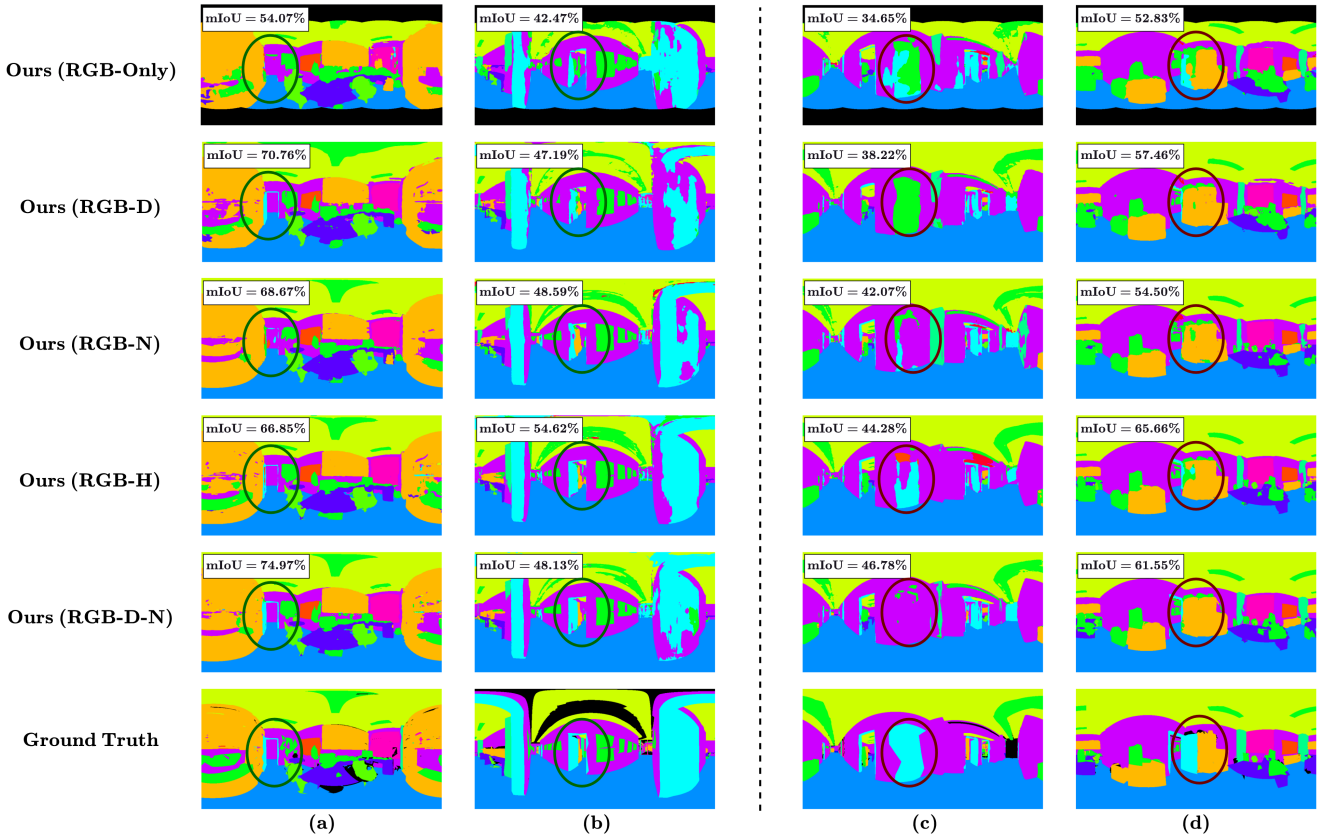 Ours (RGB-Only) mIoU = 54.07% mIoU = 42.47% mIoU = 34.65% mIoU = 52.83%
Ours (RGB-D) mIoU = 70.76% mIoU = 47.19% mIoU = 38.22% mIoU = 57.46%
Ours (RGB-N) mIoU = 68.67% mIoU = 48.59% mIoU = 42.07% mIoU = 54.50%
Ours (RGB-H) mIoU = 66.85% mIoU = 54.62% mIoU = 44.28% mIoU = 65.66%
Ours (RGB-D-N) mIoU = 74.97% mIoU = 48.13% mIoU = 46.78% mIoU = 61.55%
Ground Truth
(a) (b) (c) (d)